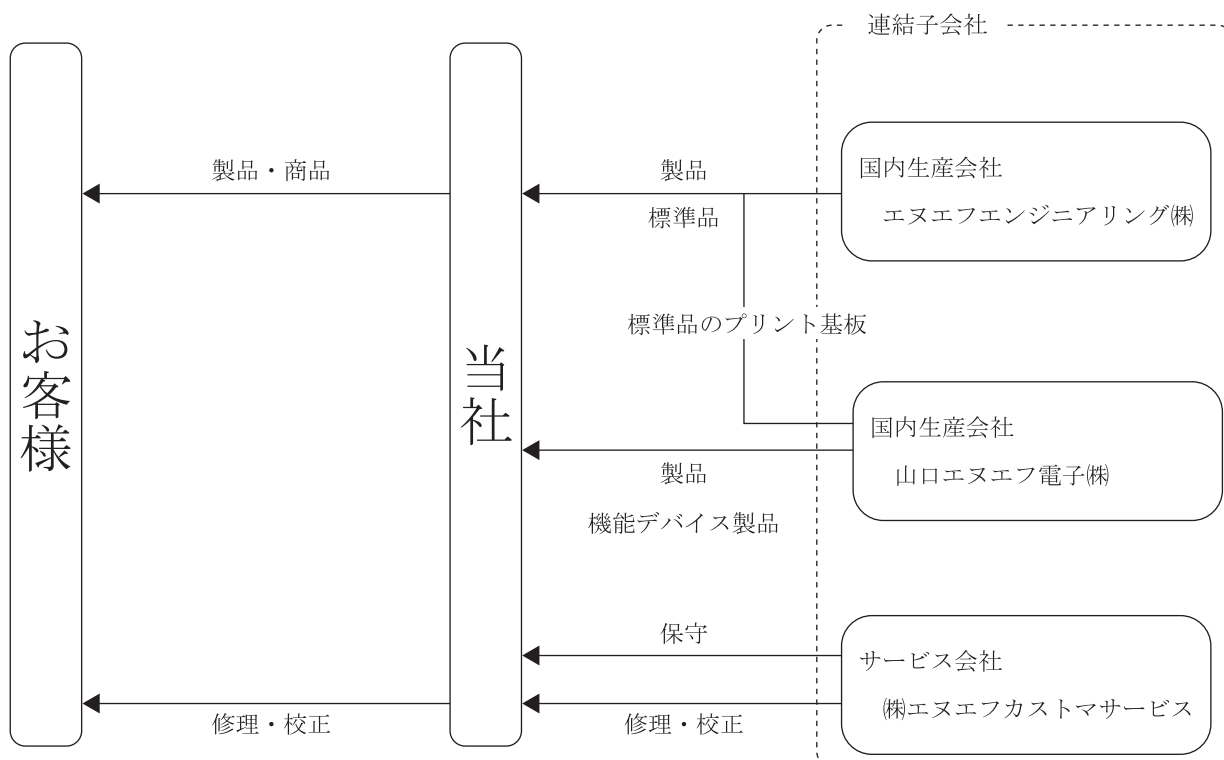 連結子会社
お客様
当社
製品・商品
製品
標準品
国内生産会社
エヌエフエンジニアリング㈱
標準品のプリント基板
国内生産会社
山口エヌエフ電子㈱
製品
機能デバイス製品
保守
サービス会社
㈱エヌエフカストマサービス
修理・校正
修理・校正